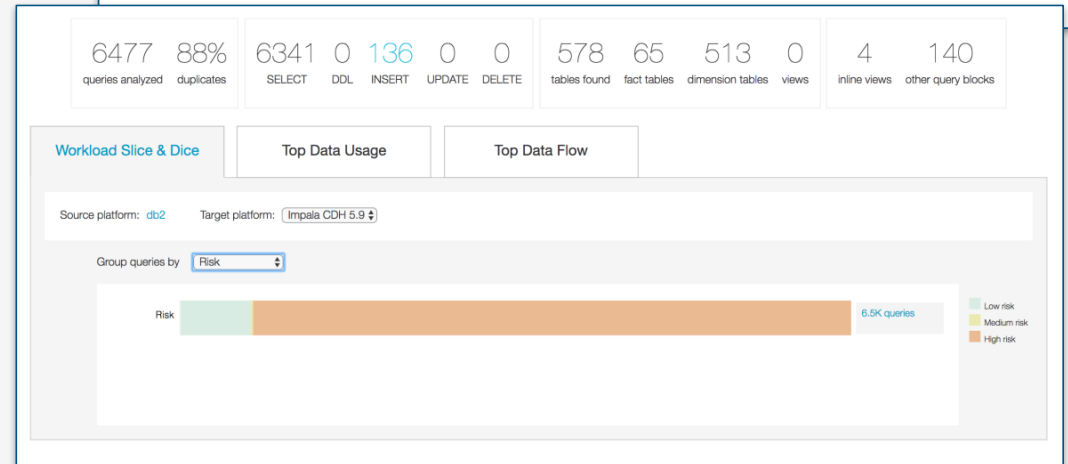 6477 88% 6341 0 136 0 0 578 65 513 0 4 140
queries analyzed duplicates SELECT DDL INSERT UPDATE DELETE tables found fact tables dimension tables views inline views other query blocks
Workload Slice & Dice Top Data Usage Top Data Flow
Source platform: db2 Target platform: Impala CDH 5.9
Group queries by Risk
Risk 6.5K queries
Low risk
Medium risk
High risk